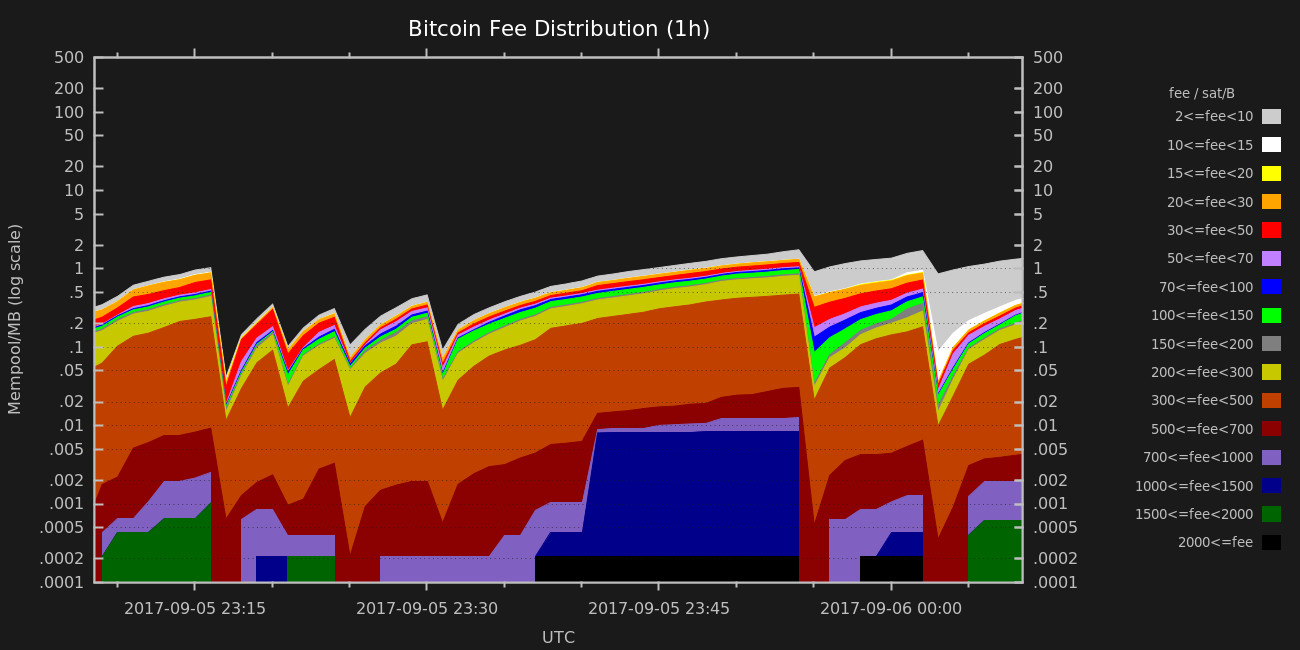 Bitcoin Fee Distribution (1h)
Mempool/MB (log scale)
500
200
100
50
20
10
5
2
1
.5
.2
.1
.05
.02
.01
.005
.002
.001
.0005
.0002
.0001
500
200
100
50
20
10
5
2
1
.5
.2
.1
.05
.02
.01
.005
.002
.001
.0005
.0002
.0001
2017-09-05 23:15
2017-09-05 23:30
2017-09-05 23:45
2017-09-06 00:00
UTC
fee / sat/B
2<=fee<10
10<=fee<15
15<=fee<20
20<=fee<30
30<=fee<50
50<=fee<70
70<=fee<100
100<=fee<150
150<=fee<200
200<=fee<300
300<=fee<500
500<=fee<700
700<=fee<1000
1000<=fee<1500
1500<=fee<2000
2000<=fee